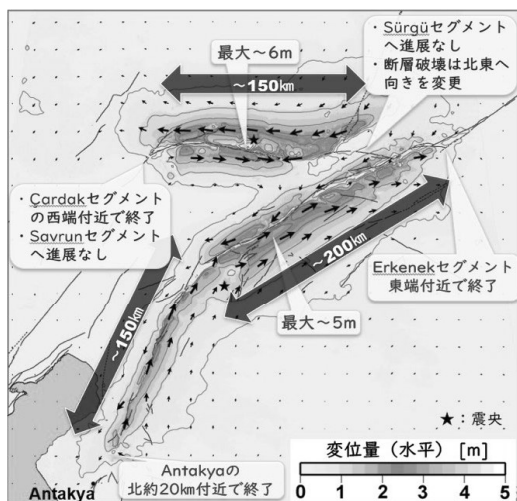 ・Sürgüセグメント
へ進展なし
・断層破壊は北東へ
向きを変更
最大～6m
～150km
・Çardakセグメント
の西端付近で終了
・Savrunセグメント
へ進展なし
～200km
Erkenekセグメント
東端付近で終了
～150km
最大～5m
★：震央
変位量（水平） [m]
0 1 2 3 4 5
Antakyaの
北約20km付近で終了
Antakya